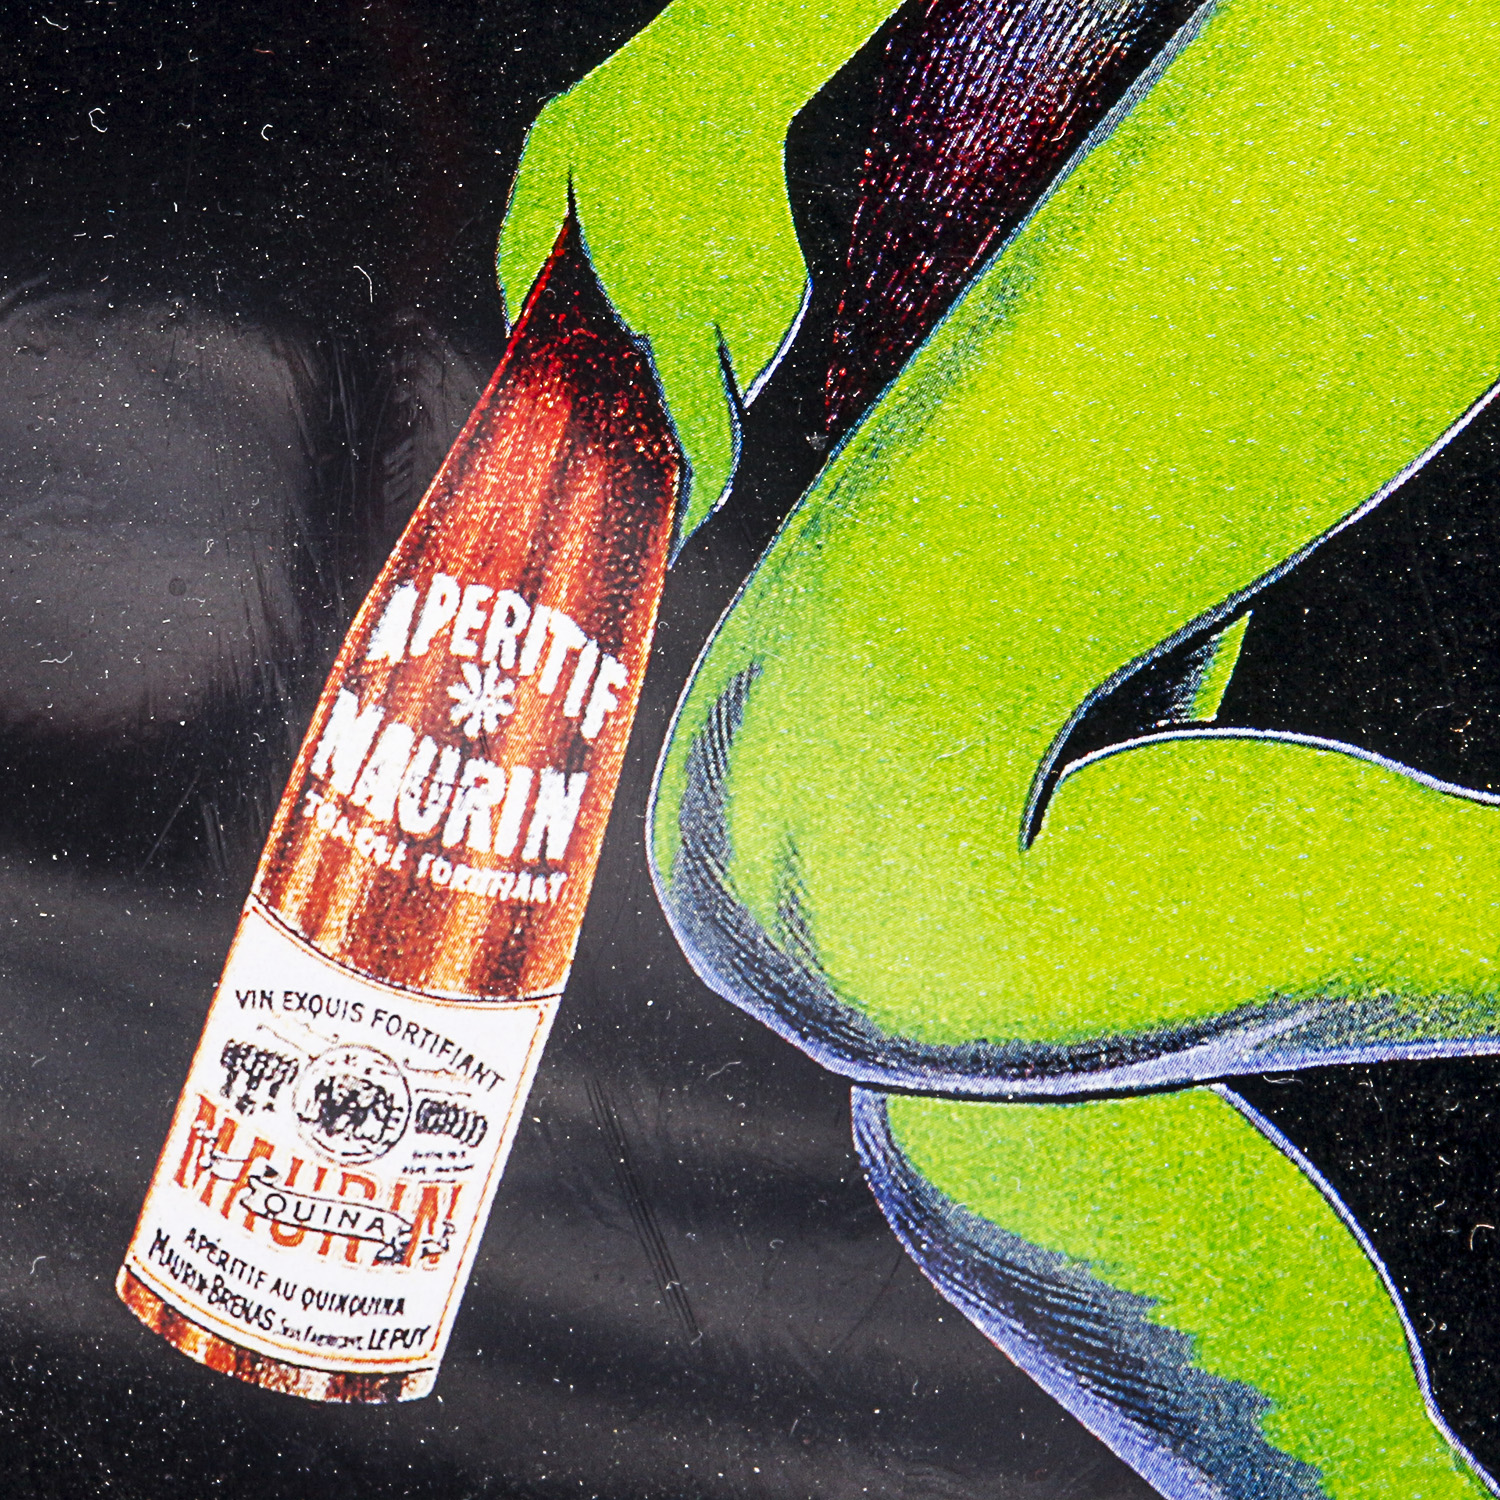 APERITIF
MAURIN
TONIQUE FORTIFIANT
VIN EXQUIS FORTIFIANT
MAURIN
QUINA
APÉRITIF AU QUINQUINA
MAURIN-BRENAS LE PUY